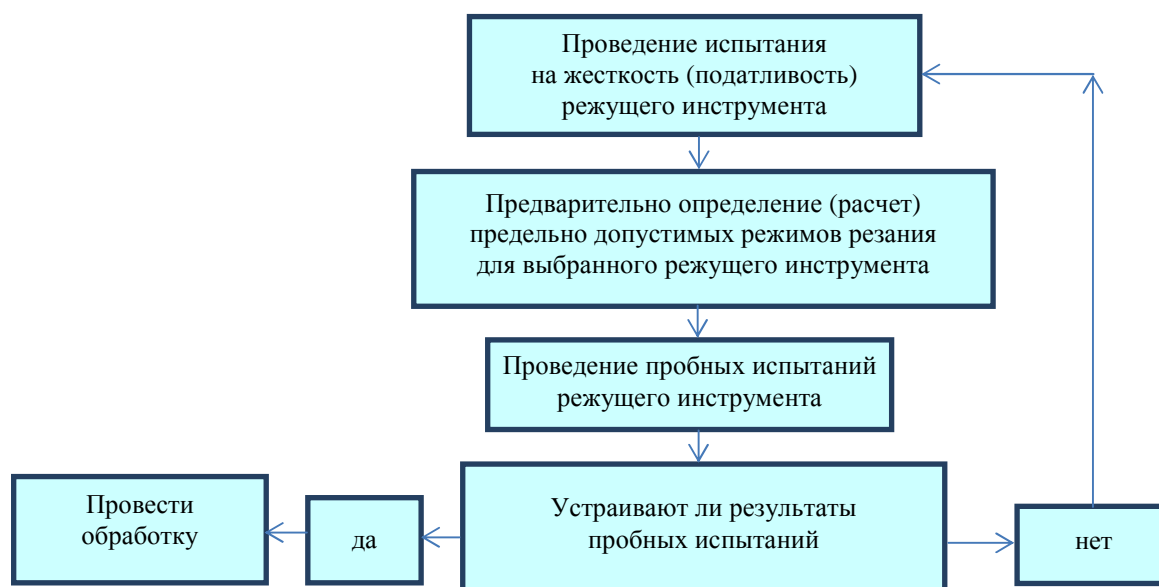 Проведение испытания
на жесткость (податливость)
режущего инструмента
Предварительно определение (расчет)
предельно допустимых режимов резания
для выбранного режущего инструмента
Проведение пробных испытаний
режущего инструмента
Провести
обработку
да
Устраивают ли результаты
пробных испытаний
нет